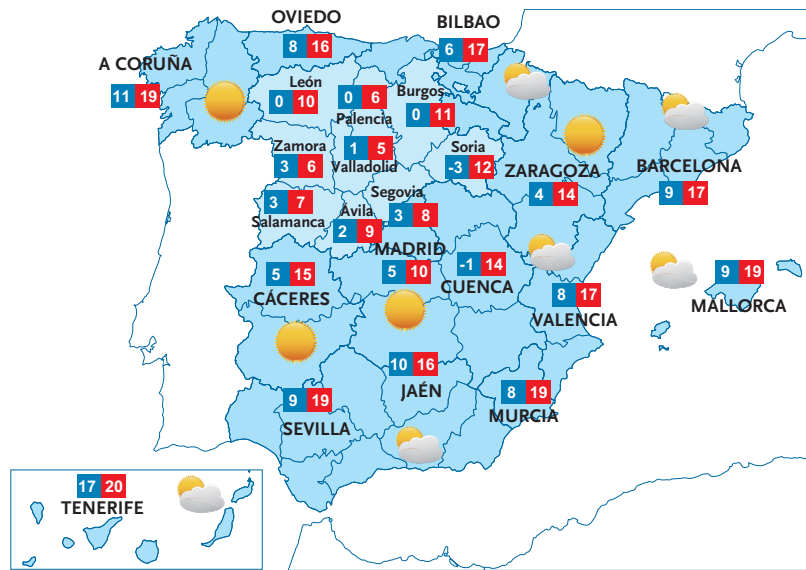 OVIEDO
8 16
BILBAO
6 17
A CORUÑA
11 19
León
0 10
0 6
Palencia
Burgos
0 11
Zamora
3 6
1 5
Valladolid
Soria
-3 12
ZARAGOZA
4 14
BARCELONA
9 17
3 7
Salamanca
Ávila
2 9
Segovia
3 8
MADRID
5 10
-1 14
CUENCA
5 15
CÁCERES
8 17
VALENCIA
9 19
MALLORCA
10 16
JAÉN
9 19
SEVILLA
8 19
MURCIA
17 20
TENERIFE